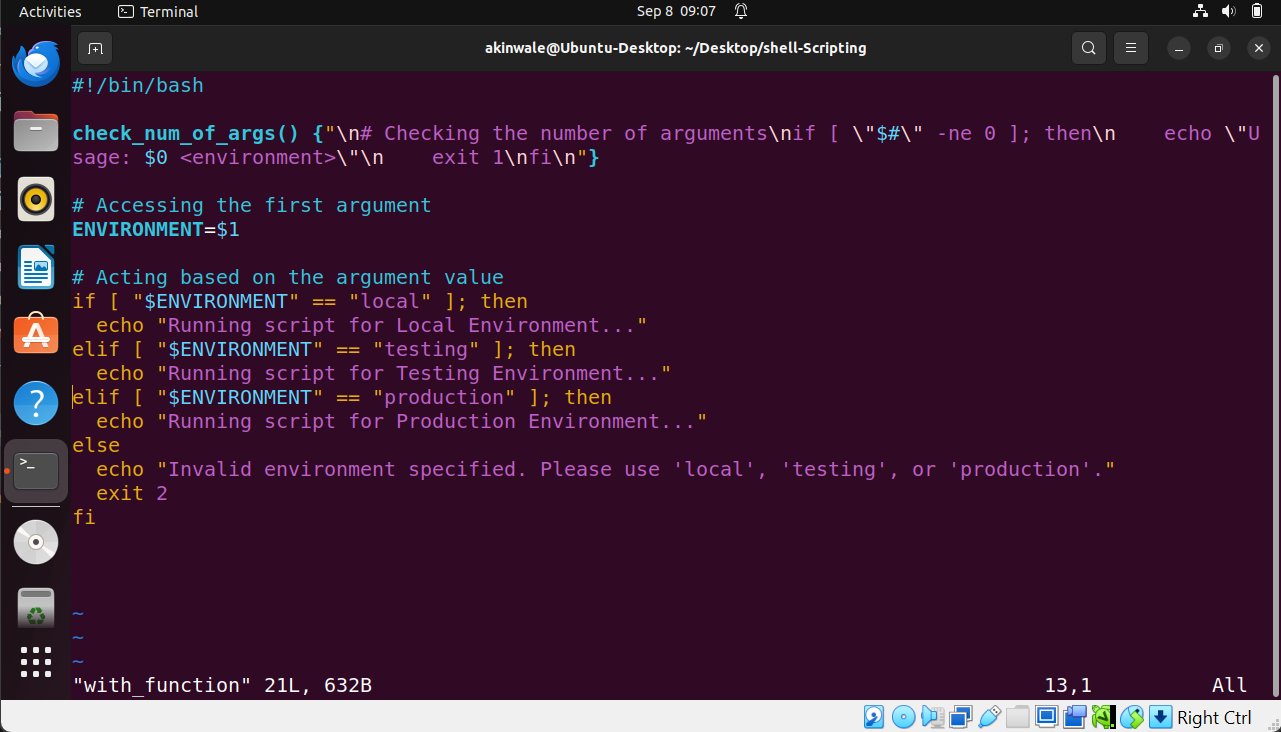 Activities
Terminal
Sep 8 09:07
akinwale@Ubuntu-Desktop: ~/Desktop/shell-Scripting
#!/bin/bash
check_num_of_args() {"\n# Checking the number of arguments\nif [ \"$#\" -ne 0 ]; then\n    echo \"U
sage: $0 <environment>\"\n    exit 1\nfi\n"}
# Accessing the first argument
ENVIRONMENT=$1
# Acting based on the argument value
if [ "$ENVIRONMENT" == "local" ]; then
  echo "Running script for Local Environment..."
elif [ "$ENVIRONMENT" == "testing" ]; then
  echo "Running script for Testing Environment..."
elif [ "$ENVIRONMENT" == "production" ]; then
  echo "Running script for Production Environment..."
else
  echo "Invalid environment specified. Please use 'local', 'testing', or 'production'."
  exit 2
fi
~
~
~
"with_function" 21L, 632B
13,1
All
Right Ctrl